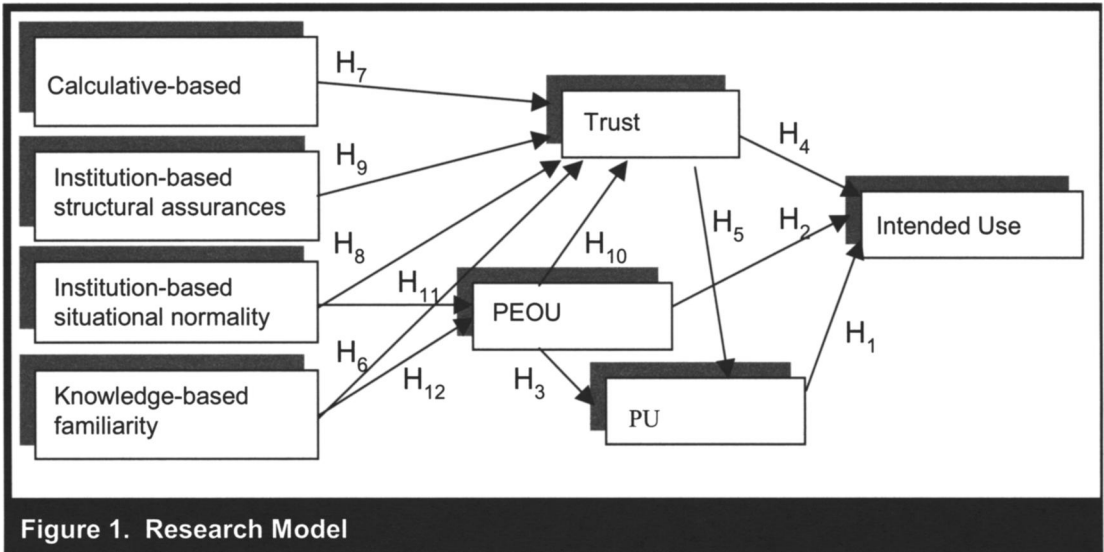 Calculative-based
H7
Trust
H4
Institution-based
structural assurances
H9
Intended Use
H8
H5
H2
H10
Institution-based
situational normality
H11
PEOU
H1
H6
H12
H3
Knowledge-based
familiarity
PU
Figure 1. Research Model